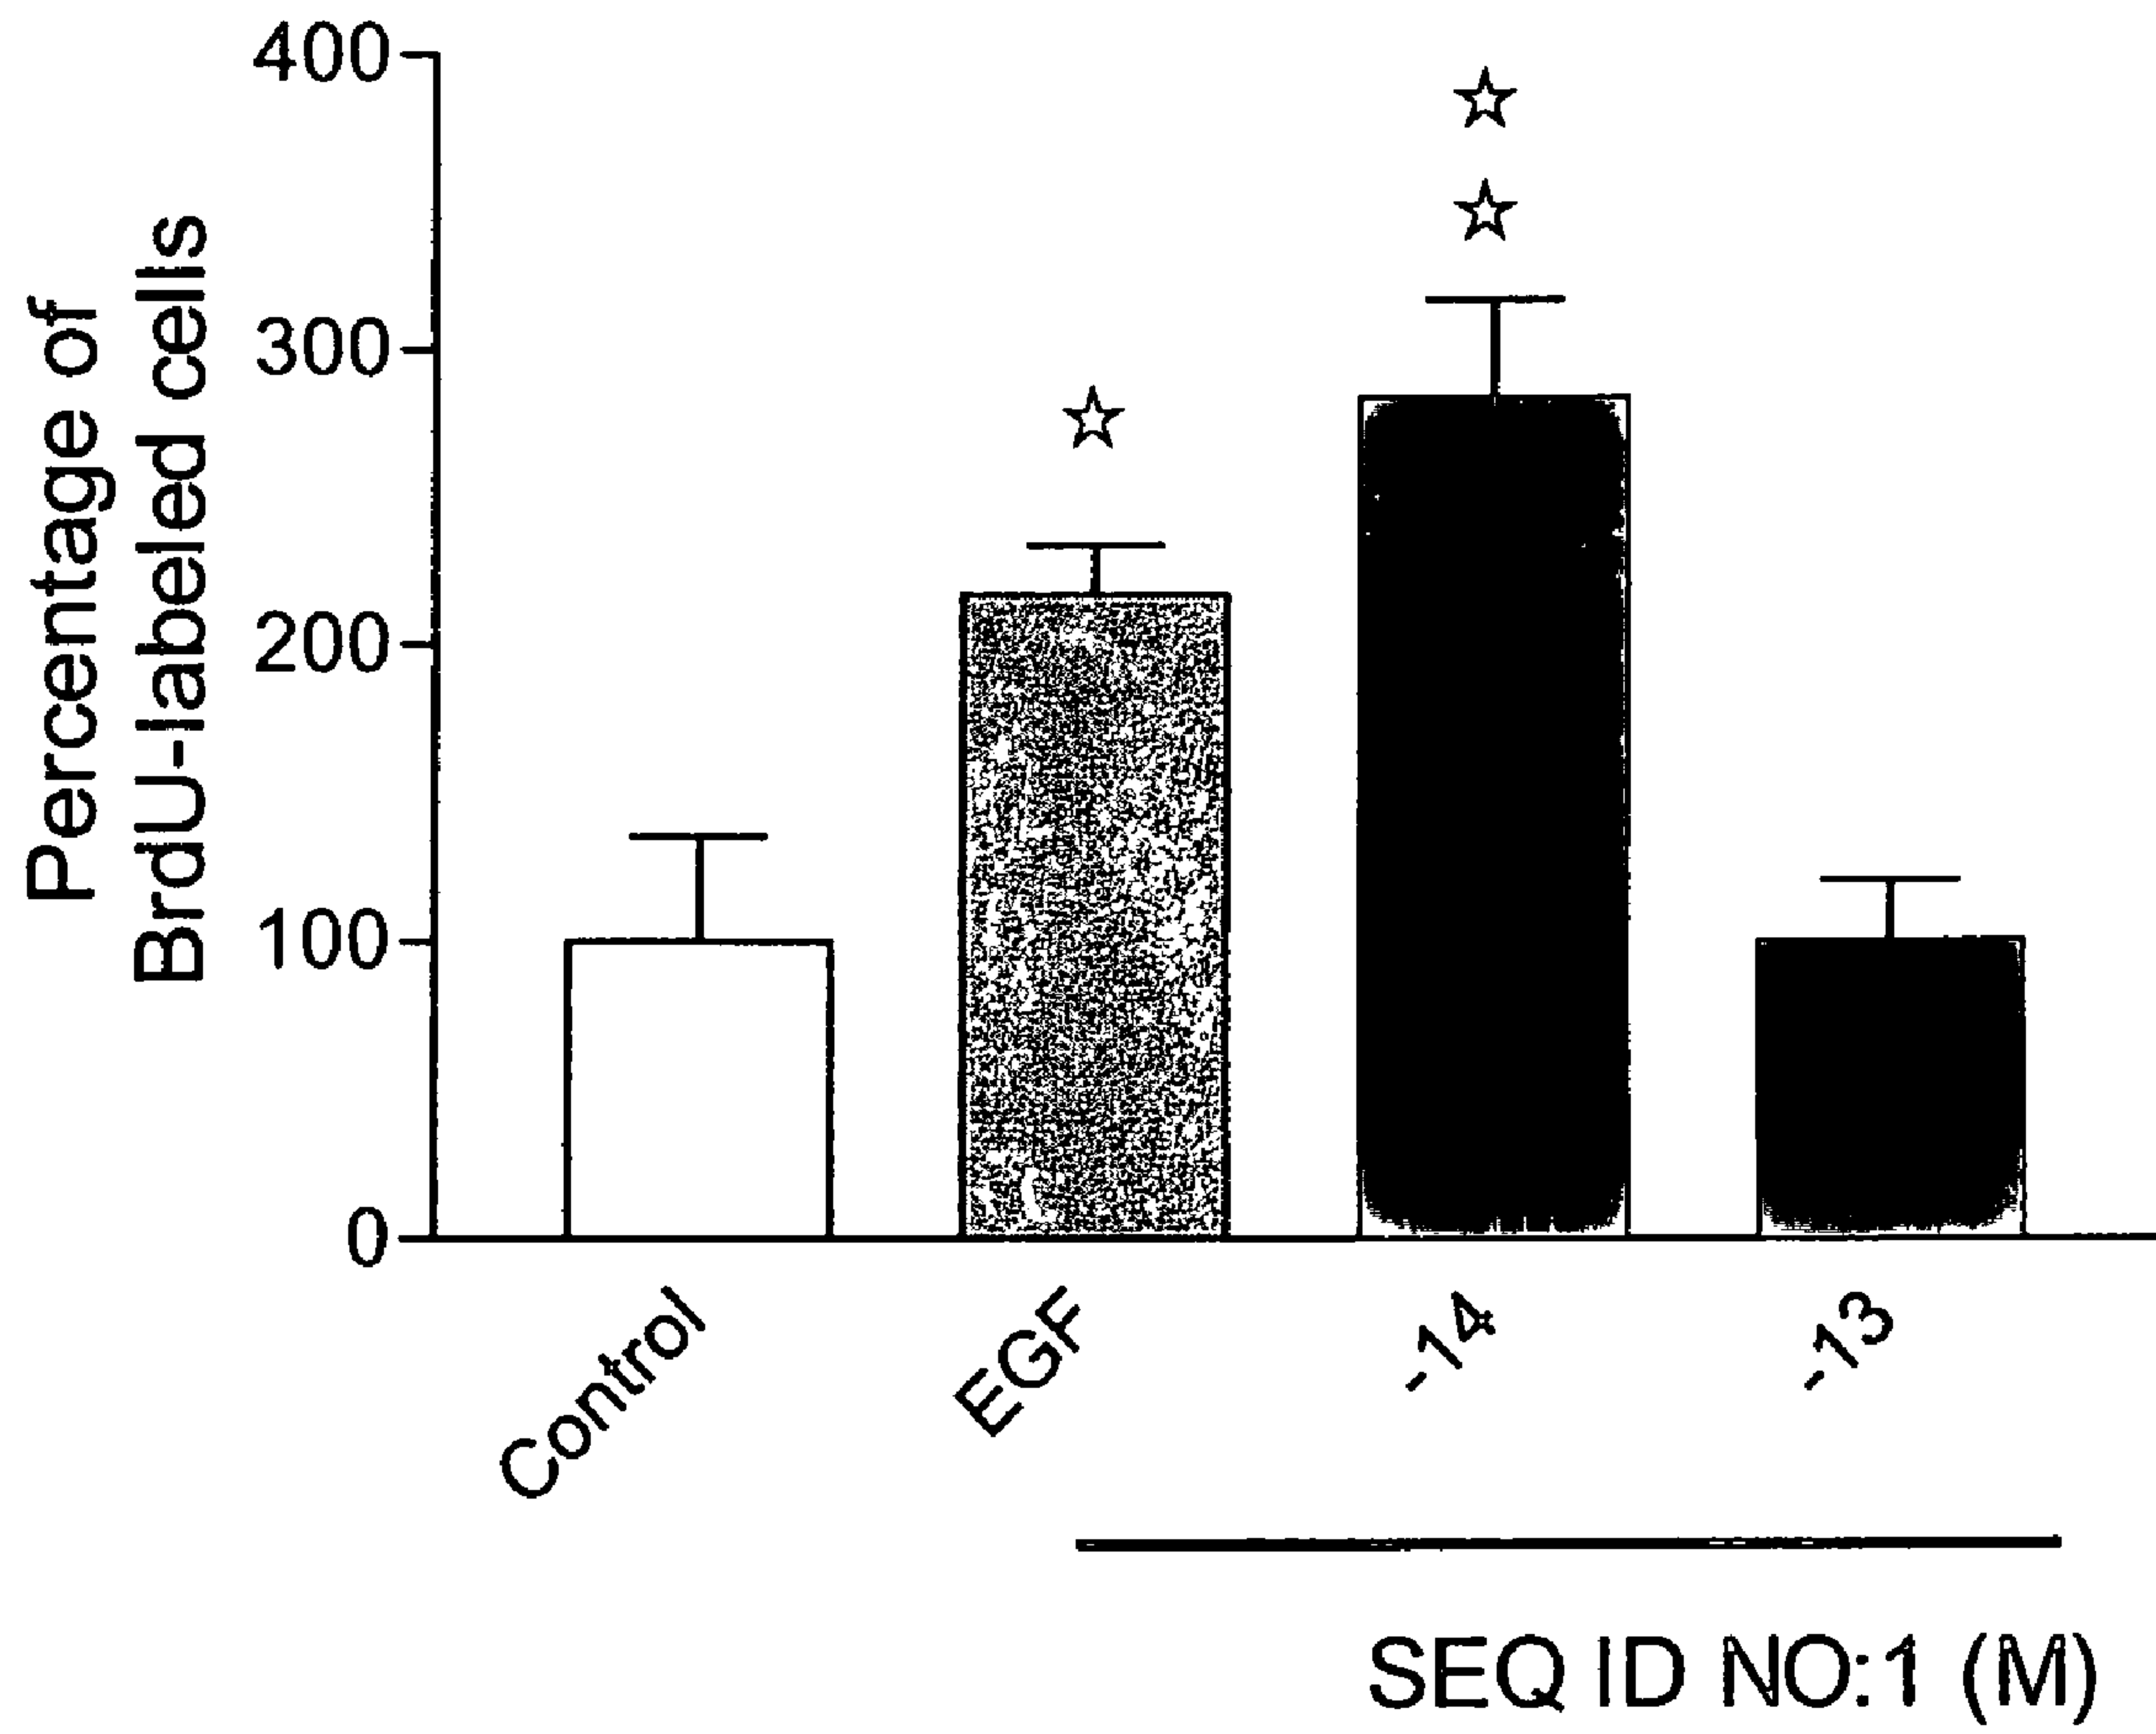 Percentage of
BrdU-labeled cells
400
300
200
100
0
Control
EGF
-14
-13
SEQ ID NO:1 (M)